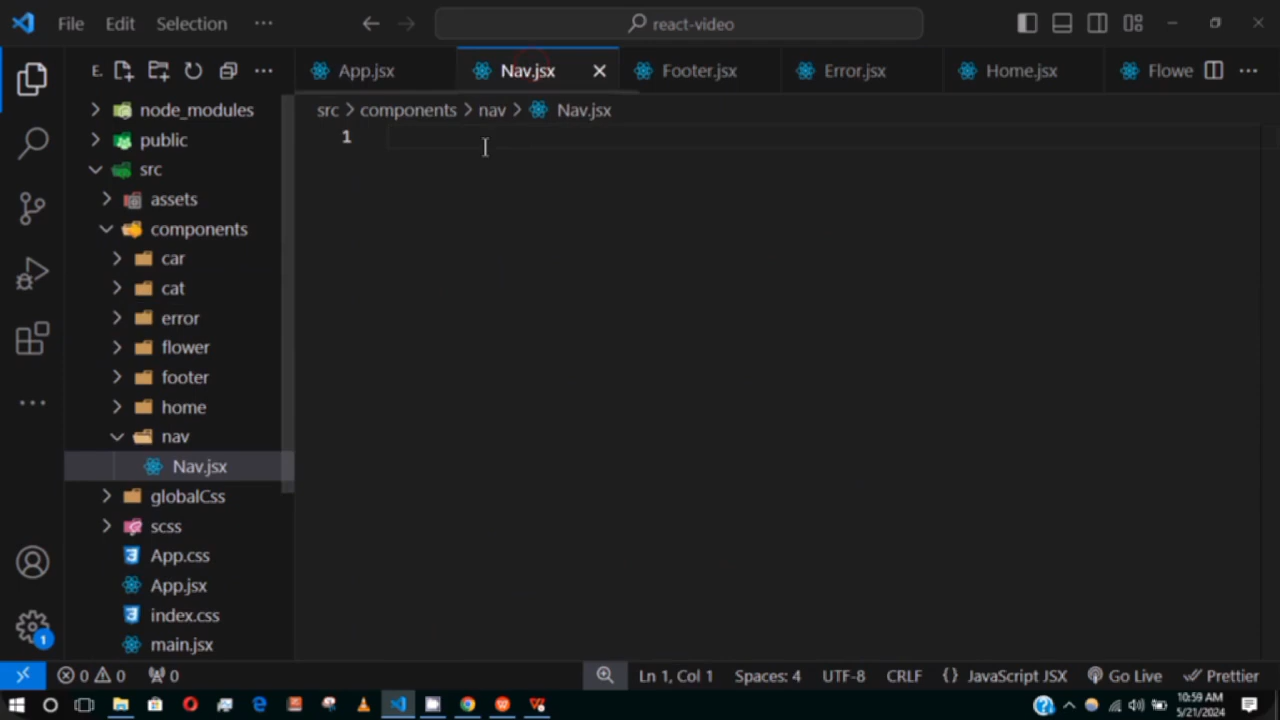 File Edit Selection ··· react-video
E. ··· App.jsx Nav.jsx Footer.jsx Error.jsx Home.jsx Flowe ···
src > components > nav > Nav.jsx
1
node_modules
public
src
assets
components
car
cat
error
flower
footer
home
nav
Nav.jsx
globalCss
scss
App.css
App.jsx
index.css
main.jsx
1
0 0 0 Ln 1, Col 1 Spaces: 4 UTF-8 CRLF {} JavaScript JSX Go Live Prettier
10:59 AM
5/21/2024